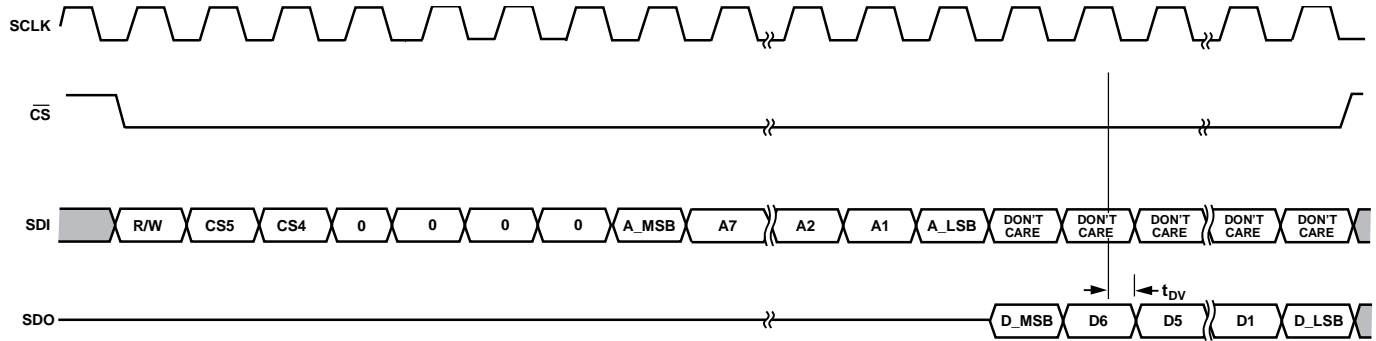 SCLK
CS
SDI
R/W CS5 CS4 0 0 0 0 A_MSB A7 A2 A1 A_LSB DON'T CARE DON'T CARE DON'T CARE DON'T CARE DON'T CARE
tDV
SDO
D_MSB D6 D5 D1 D_LSB